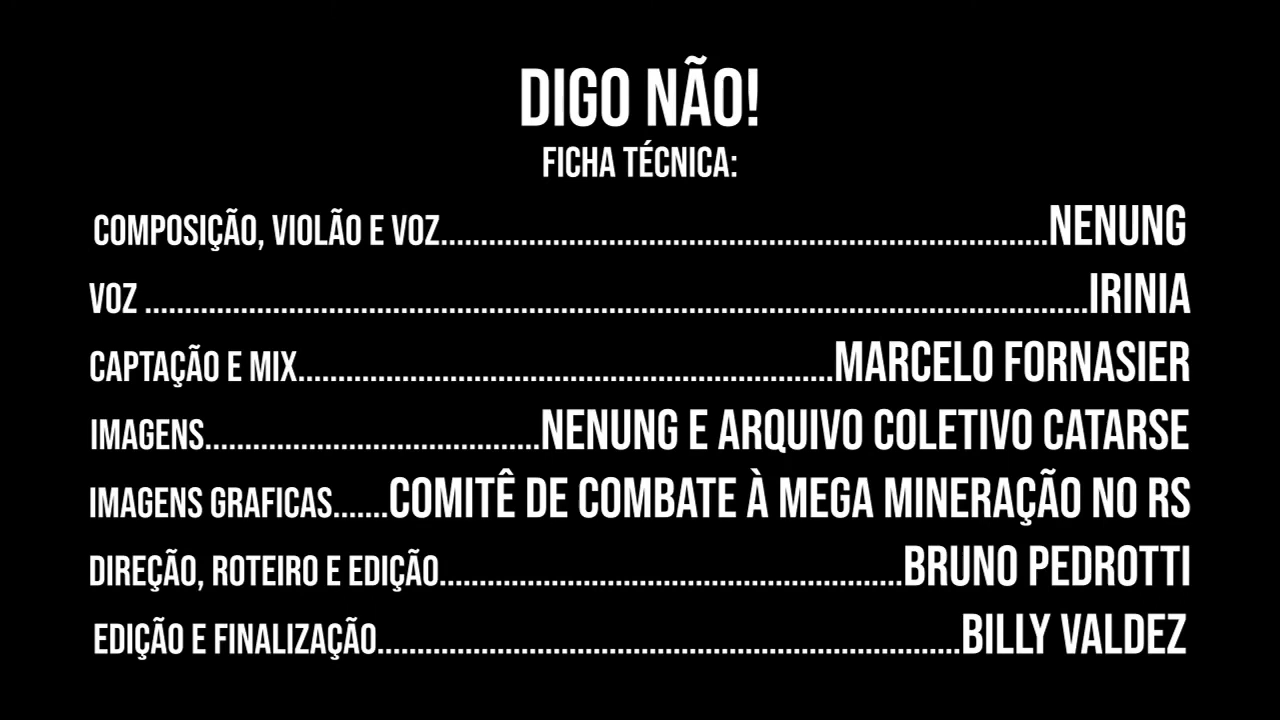 DIGO NÃO!
FICHA TÉCNICA:
COMPOSIÇÃO, VIOLÃO E VOZ............................................................................NENUNG
VOZ ......................................................................................................................IRINIA
CAPTAÇÃO E MIX...................................................................MARCELO FORNASIER
IMAGENS..........................................NENUNG E ARQUIVO COLETIVO CATARSE
IMAGENS GRAFICAS.......COMITÊ DE COMBATE À MEGA MINERAÇÃO NO RS
DIREÇÃO, ROTEIRO E EDIÇÃO..........................................................BRUNO PEDROTTI
EDIÇÃO E FINALIZAÇÃO.........................................................................BILLY VALDEZ